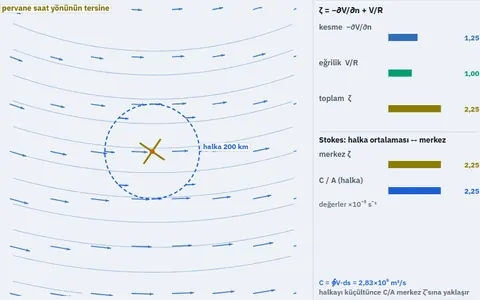 pervane saat yönünün tersine
halka 200 km
ζ = −∂V/∂n + V/R
kesme −∂V/∂n
1,25
eğrilik V/R
1,00
toplam ζ
2,25
Stokes: halka ortalaması ↔ merkez
merkez ζ
2,25
C / A (halka)
2,25
değerler ×10⁻⁵ s⁻¹
C = ∮V·ds = 2,83×10⁶ m²/s
halkayı küçültünce C/A merkez ζ'sına yaklaşır